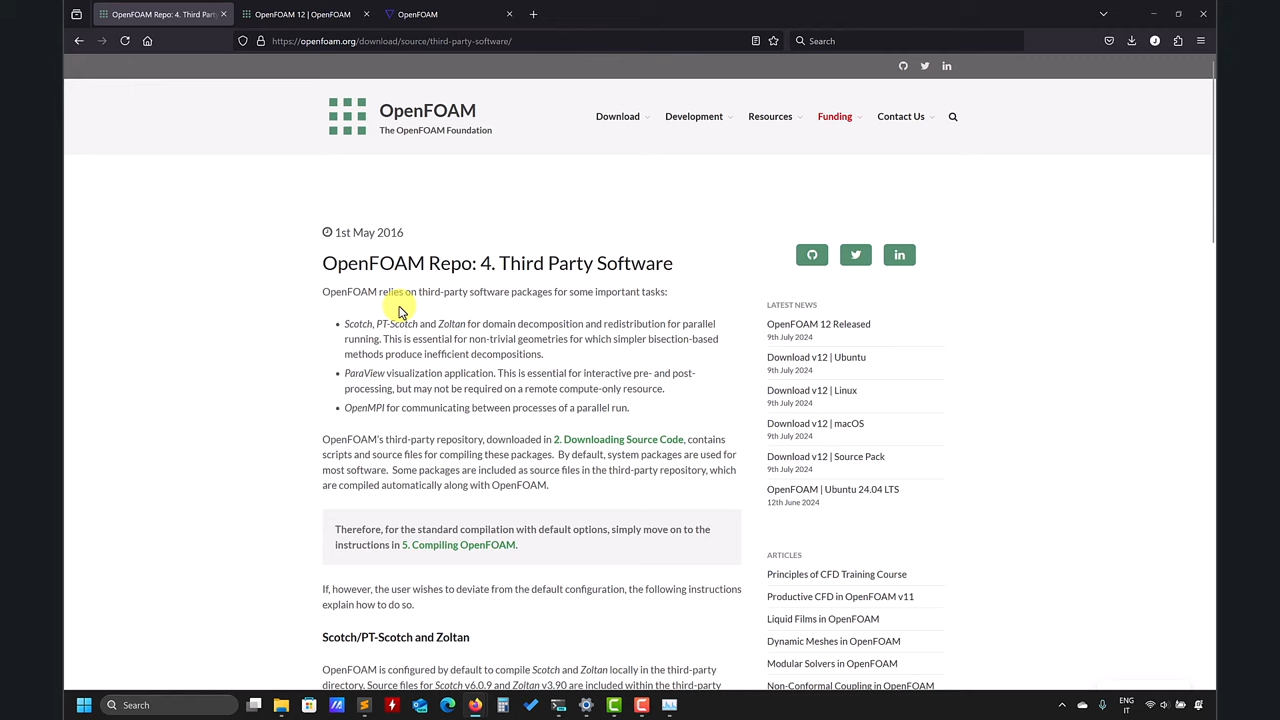 OpenFOAM Repo: 4. Third Part
OpenFOAM 12 | OpenFOAM
OpenFOAM
https://openfoam.org/download/source/third-party-software/
Search
OpenFOAM
The OpenFOAM Foundation
Download
Development
Resources
Funding
Contact Us
1st May 2016
OpenFOAM Repo: 4. Third Party Software
OpenFOAM relies on third-party software packages for some important tasks:
• Scotch, PT-Scotch and Zoltan for domain decomposition and redistribution for parallel
running. This is essential for non-trivial geometries for which simpler bisection-based
methods produce inefficient decompositions.
• ParaView visualization application. This is essential for interactive pre- and post-
processing, but may not be required on a remote compute-only resource.
• OpenMPI for communicating between processes of a parallel run.
OpenFOAM's third-party repository, downloaded in 2. Downloading Source Code, contains
scripts and source files for compiling these packages. By default, system packages are used for
most software. Some packages are included as source files in the third-party repository, which
are compiled automatically along with OpenFOAM.
Therefore, for the standard compilation with default options, simply move on to the
instructions in 5. Compiling OpenFOAM.
If, however, the user wishes to deviate from the default configuration, the following instructions
explain how to do so.
Scotch/PT-Scotch and Zoltan
OpenFOAM is configured by default to compile Scotch and Zoltan locally in the third-party
directory. Source files for Scotch v6.0.9 and Zoltan v3.90 are included within the third-party
LATEST NEWS
OpenFOAM 12 Released
9th July 2024
Download v12 | Ubuntu
9th July 2024
Download v12 | Linux
9th July 2024
Download v12 | macOS
9th July 2024
Download v12 | Source Pack
9th July 2024
OpenFOAM | Ubuntu 24.04 LTS
12th June 2024
ARTICLES
Principles of CFD Training Course
Productive CFD in OpenFOAM v11
Liquid Films in OpenFOAM
Dynamic Meshes in OpenFOAM
Modular Solvers in OpenFOAM
Non-Conformal Coupling in OpenFOAM
Search
ENG
IT